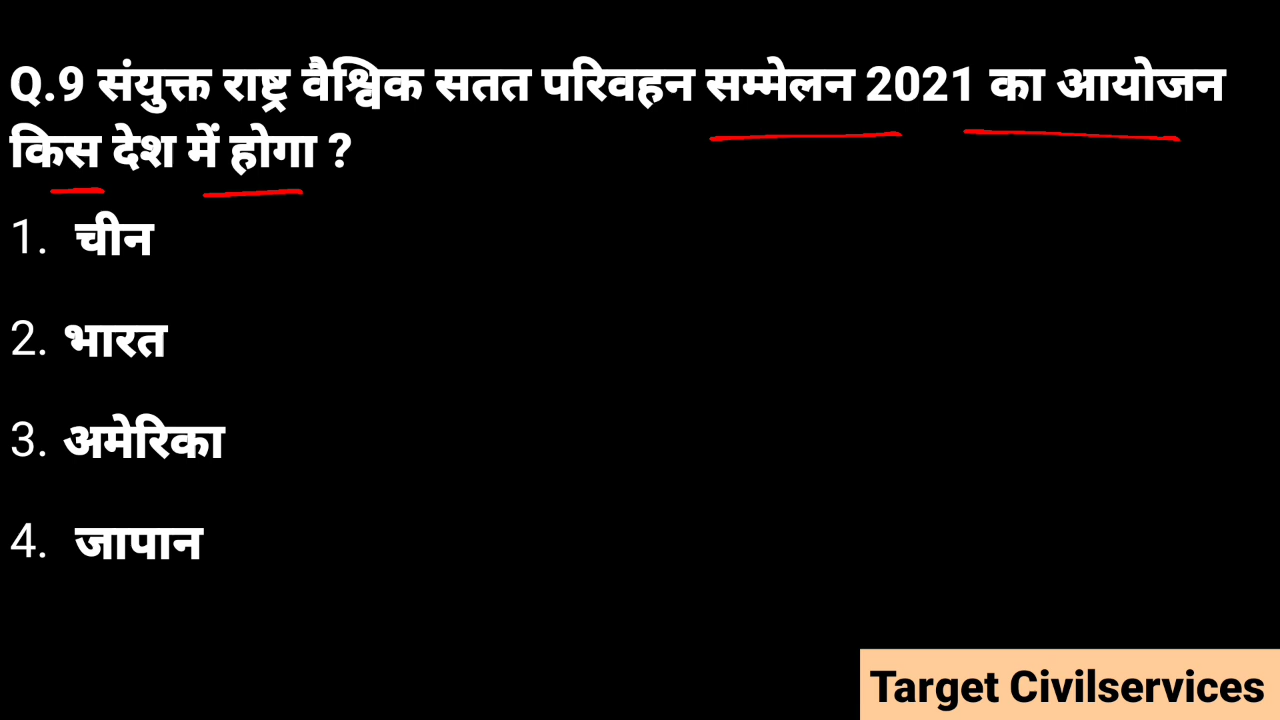 Q.9 संयुक्त राष्ट्र वैश्विक सतत परिवहन सम्मेलन 2021 का आयोजन
किस देश में होगा ?
1. चीन
2. भारत
3. अमेरिका
4. जापान
Target Civilservices